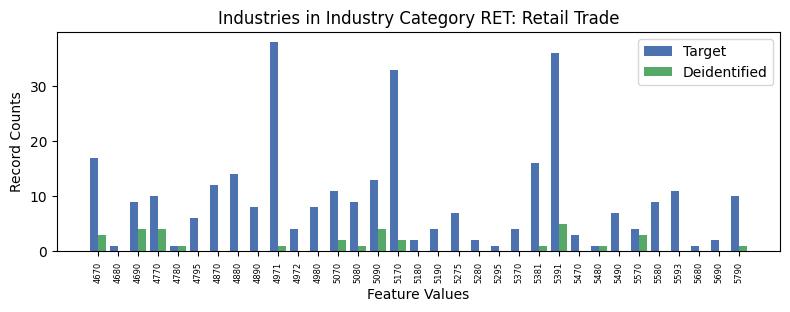 Industries in Industry Category RET: Retail Trade
Target
Deidentified
Record Counts
30
20
10
0
4670 4680 4690 4770 4780 4795 4870 4880 4890 4971 4972 4980 5070 5080 5090 5170 5180 5190 5275 5280 5295 5370 5381 5391 5470 5480 5490 5570 5580 5593 5680 5690 5790
Feature Values